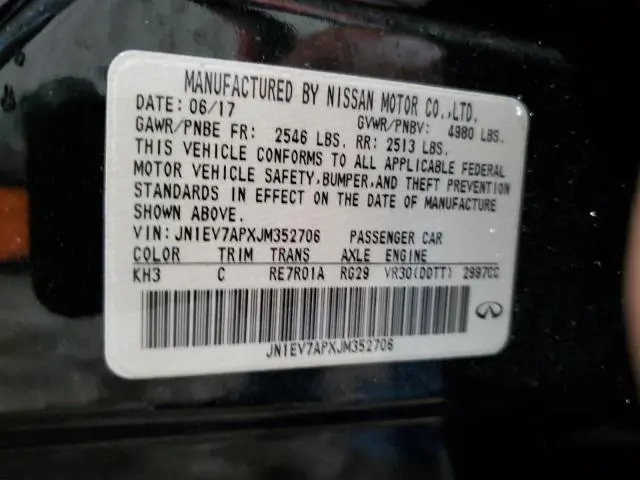 MANUFACTURED BY NISSAN MOTOR CO.,LTD.
DATE: 06/17 GVWR/PNBV: 4980 LBS.
GAWR/PNBE FR: 2546 LBS. RR: 2513 LBS.
THIS VEHICLE CONFORMS TO ALL APPLICABLE FEDERAL
MOTOR VEHICLE SAFETY,BUMPER,AND THEFT PREVENTION
STANDARDS IN EFFECT ON THE DATE OF MANUFACTURE
SHOWN ABOVE.
VIN: JN1EV7APXJM352706 PASSENGER CAR
COLOR TRIM TRANS AXLE ENGINE
KH3 C RE7R01A RG29 VR30(DDTT) 2997CC
JN1EV7APXJM352706